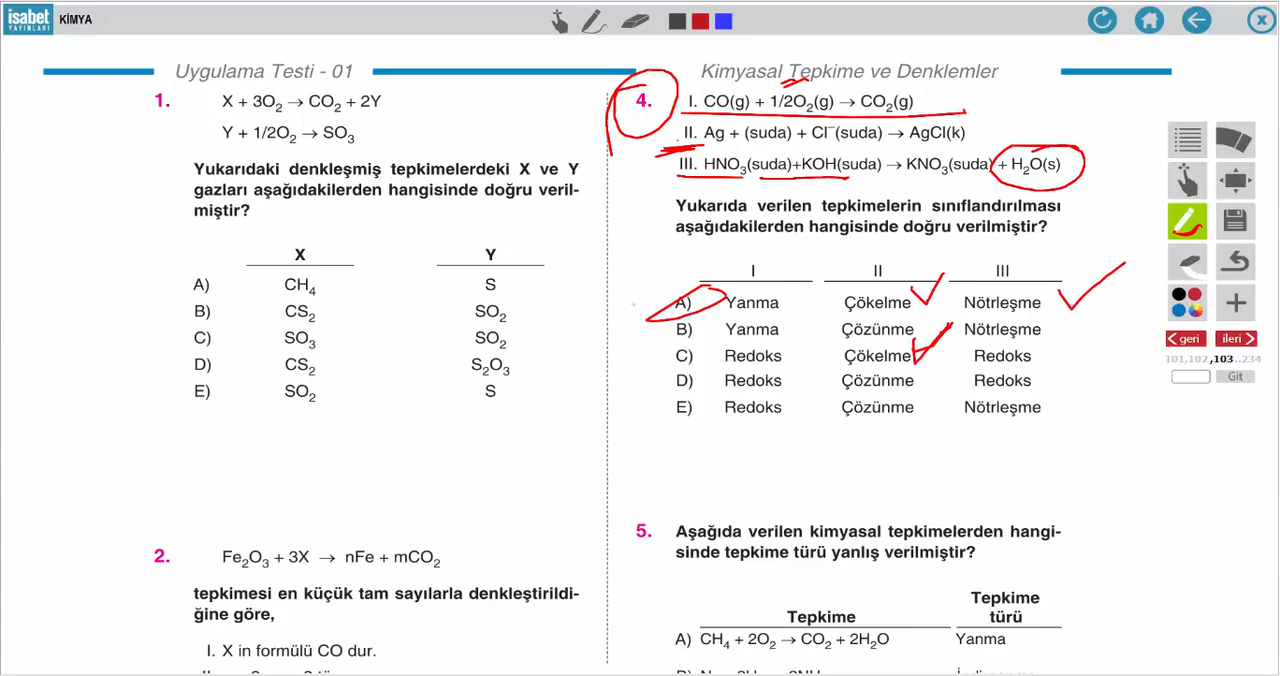 isabet
YAYINLARI
KİMYA
Uygulama Testi - 01
1. X + 3O₂ → CO₂ + 2Y
Y + 1/2O₂ → SO₃
Yukarıdaki denkleşmiş tepkimelerdeki X ve Y
gazları aşağıdakilerden hangisinde doğru veril-
miştir?
X Y
A) CH₄ S
B) CS₂ SO₂
C) SO₃ SO₂
D) CS₂ S₂O₃
E) SO₂ S
2. Fe₂O₃ + 3X → nFe + mCO₂
tepkimesi en küçük tam sayılarla denkleştirildi-
ğine göre,
I. X in formülü CO dur.
Kimyasal Tepkime ve Denklemler
4. I. CO(g) + 1/2O₂(g) → CO₂(g)
II. Ag + (suda) + Cl⁻(suda) → AgCl(k)
III. HNO₃(suda)+KOH(suda) → KNO₃(suda) + H₂O(s)
Yukarıda verilen tepkimelerin sınıflandırılması
aşağıdakilerden hangisinde doğru verilmiştir?
I II III
A) Yanma Çökelme Nötrleşme
B) Yanma Çözünme Nötrleşme
C) Redoks Çökelme Redoks
D) Redoks Çözünme Redoks
E) Redoks Çözünme Nötrleşme
5. Aşağıda verilen kimyasal tepkimelerden hangi-
sinde tepkime türü yanlış verilmiştir?
Tepkime Tepkime türü
A) CH₄ + 2O₂ → CO₂ + 2H₂O Yanma
geri ileri
101,102,103..234
Git